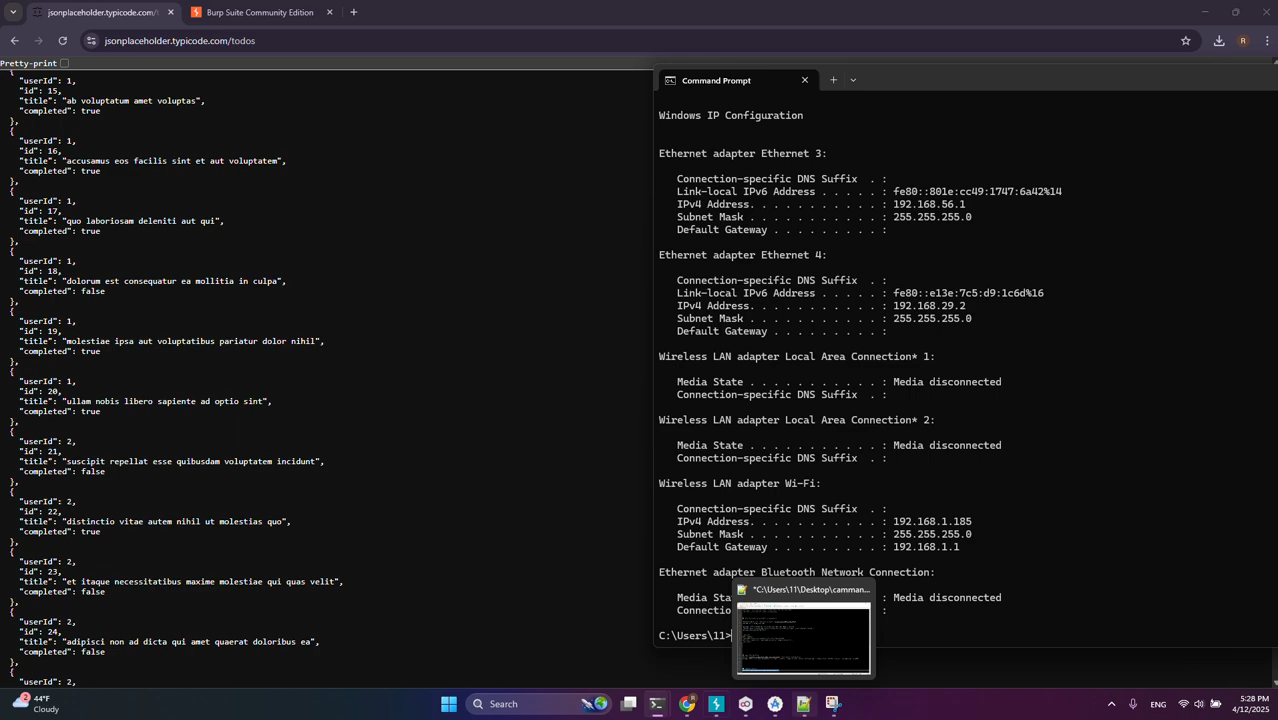 jsonplaceholder.typicode.com/t
Burp Suite Community Edition
jsonplaceholder.typicode.com/todos
R
Pretty-print
{
"userId": 1,
"id": 15,
"title": "ab voluptatum amet voluptas",
"completed": true
},
{
"userId": 1,
"id": 16,
"title": "accusamus eos facilis sint et aut voluptatem",
"completed": true
},
{
"userId": 1,
"id": 17,
"title": "quo laboriosam deleniti aut qui",
"completed": true
},
{
"userId": 1,
"id": 18,
"title": "dolorum est consequatur ea mollitia in culpa",
"completed": false
},
{
"userId": 1,
"id": 19,
"title": "molestiae ipsa aut voluptatibus pariatur dolor nihil",
"completed": true
},
{
"userId": 1,
"id": 20,
"title": "ullam nobis libero sapiente ad optio sint",
"completed": true
},
{
"userId": 2,
"id": 21,
"title": "suscipit repellat esse quibusdam voluptatem incidunt",
"completed": false
},
{
"userId": 2,
"id": 22,
"title": "distinctio vitae autem nihil ut molestias quo",
"completed": true
},
{
"userId": 2,
"id": 23,
"title": "et itaque necessitatibus maxime molestiae qui quas velit",
"completed": false
},
{
"userId": 2,
"id": 24,
"title": "adipisci non ad dicta qui amet quaerat doloribus ea",
"completed": false
},
{
"userId": 2,
Command Prompt
Windows IP Configuration
Ethernet adapter Ethernet 3:
Connection-specific DNS Suffix . :
Link-local IPv6 Address . . . . . : fe80::801e:cc49:1747:6a42%14
IPv4 Address. . . . . . . . . . . : 192.168.56.1
Subnet Mask . . . . . . . . . . . : 255.255.255.0
Default Gateway . . . . . . . . . :
Ethernet adapter Ethernet 4:
Connection-specific DNS Suffix . :
Link-local IPv6 Address . . . . . : fe80::e13e:7c5:d9:1c6d%16
IPv4 Address. . . . . . . . . . . : 192.168.29.2
Subnet Mask . . . . . . . . . . . : 255.255.255.0
Default Gateway . . . . . . . . . :
Wireless LAN adapter Local Area Connection* 1:
Media State . . . . . . . . . . . : Media disconnected
Connection-specific DNS Suffix . :
Wireless LAN adapter Local Area Connection* 2:
Media State . . . . . . . . . . . : Media disconnected
Connection-specific DNS Suffix . :
Wireless LAN adapter Wi-Fi:
Connection-specific DNS Suffix . :
IPv4 Address. . . . . . . . . . . : 192.168.1.185
Subnet Mask . . . . . . . . . . . : 255.255.255.0
Default Gateway . . . . . . . . . : 192.168.1.1
Ethernet adapter Bluetooth Network Connection:
Media Sta : Media disconnected
Connectio :
C:\Users\11>
*C:\Users\11\Desktop\camman...
2
44°F
Cloudy
Search
ENG
5:28 PM
4/12/2025